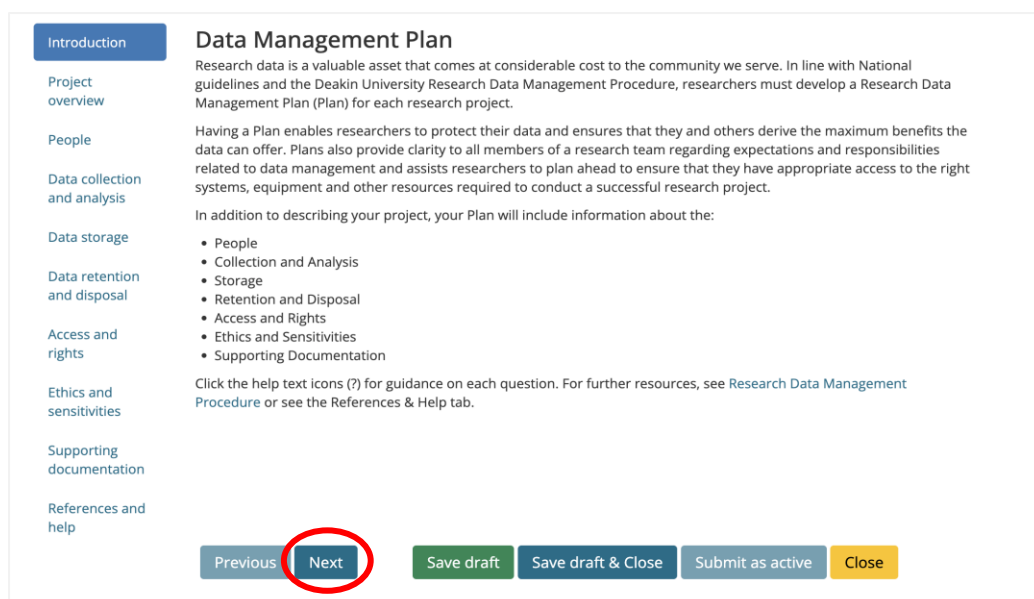 Introduction
Project
overview
People
Data collection
and analysis
Data storage
Data retention
and disposal
Access and
rights
Ethics and
sensitivities
Supporting
documentation
References and
help
Data Management Plan
Research data is a valuable asset that comes at considerable cost to the community we serve. In line with National
guidelines and the Deakin University Research Data Management Procedure, researchers must develop a Research Data
Management Plan (Plan) for each research project.
Having a Plan enables researchers to protect their data and ensures that they and others derive the maximum benefits the
data can offer. Plans also provide clarity to all members of a research team regarding expectations and responsibilities
related to data management and assists researchers to plan ahead to ensure that they have appropriate access to the right
systems, equipment and other resources required to conduct a successful research project.
In addition to describing your project, your Plan will include information about the:
• People
• Collection and Analysis
• Storage
• Retention and Disposal
• Access and Rights
• Ethics and Sensitivities
• Supporting Documentation
Click the help text icons (?) for guidance on each question. For further resources, see Research Data Management
Procedure or see the References & Help tab.
Previous Next Save draft Save draft & Close Submit as active Close